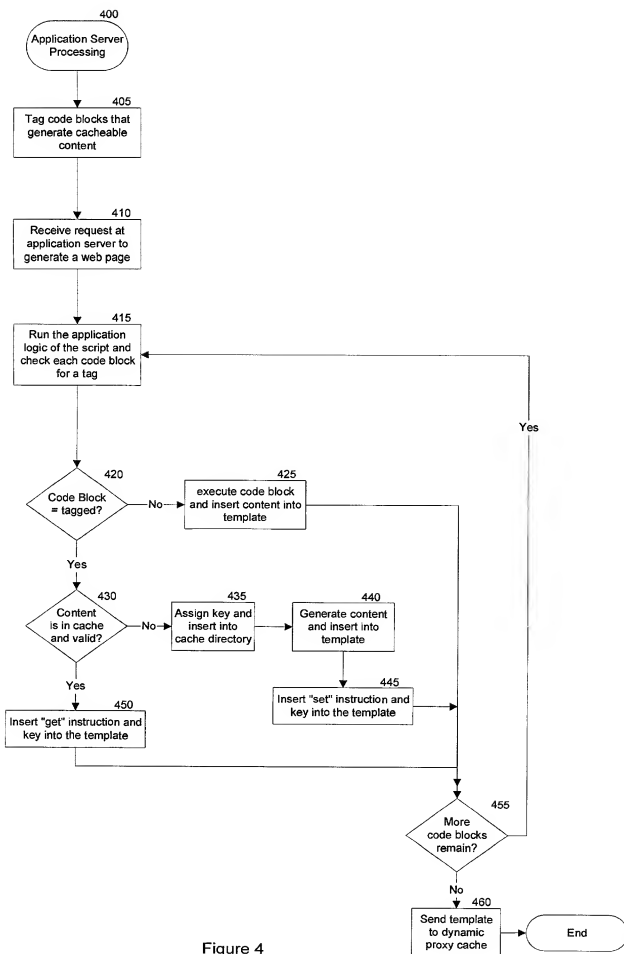 400
Application Server
Processing
405
Tag code blocks that
generate cacheable
content
410
Receive request at
application server to
generate a web page
415
Run the application
logic of the script and
check each code block
for a tag
Yes
420
Code Block
= tagged?
No
425
execute code block
and insert content into
template
Yes
430
Content
is in cache
and valid?
No
435
Assign key and
insert into
cache directory
440
Generate content
and insert into
template
Yes
445
Insert "set" instruction and
key into the template
450
Insert "get" instruction and
key into the template
455
More
code blocks
remain?
No
460
Send template
to dynamic
proxy cache
End
Figure 4